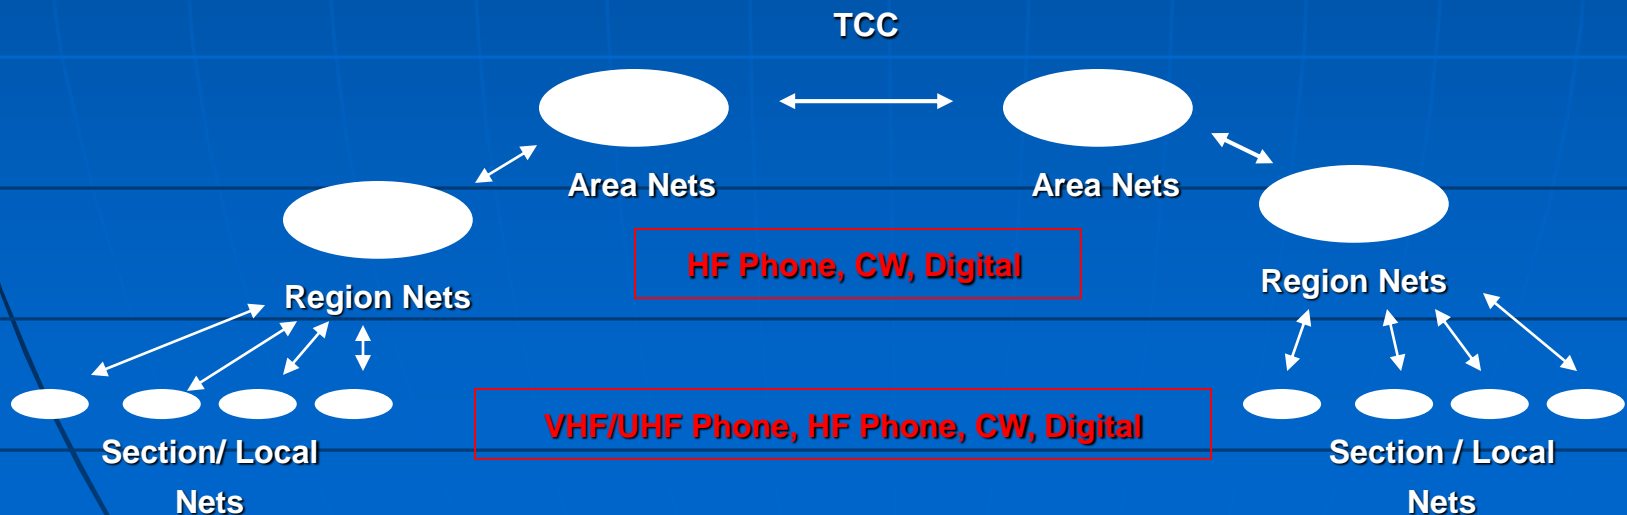 TCC
Area Nets
Area Nets
HF Phone, CW, Digital
Region Nets
Region Nets
VHF/UHF Phone, HF Phone, CW, Digital
Section/ Local
Nets
Section / Local
Nets